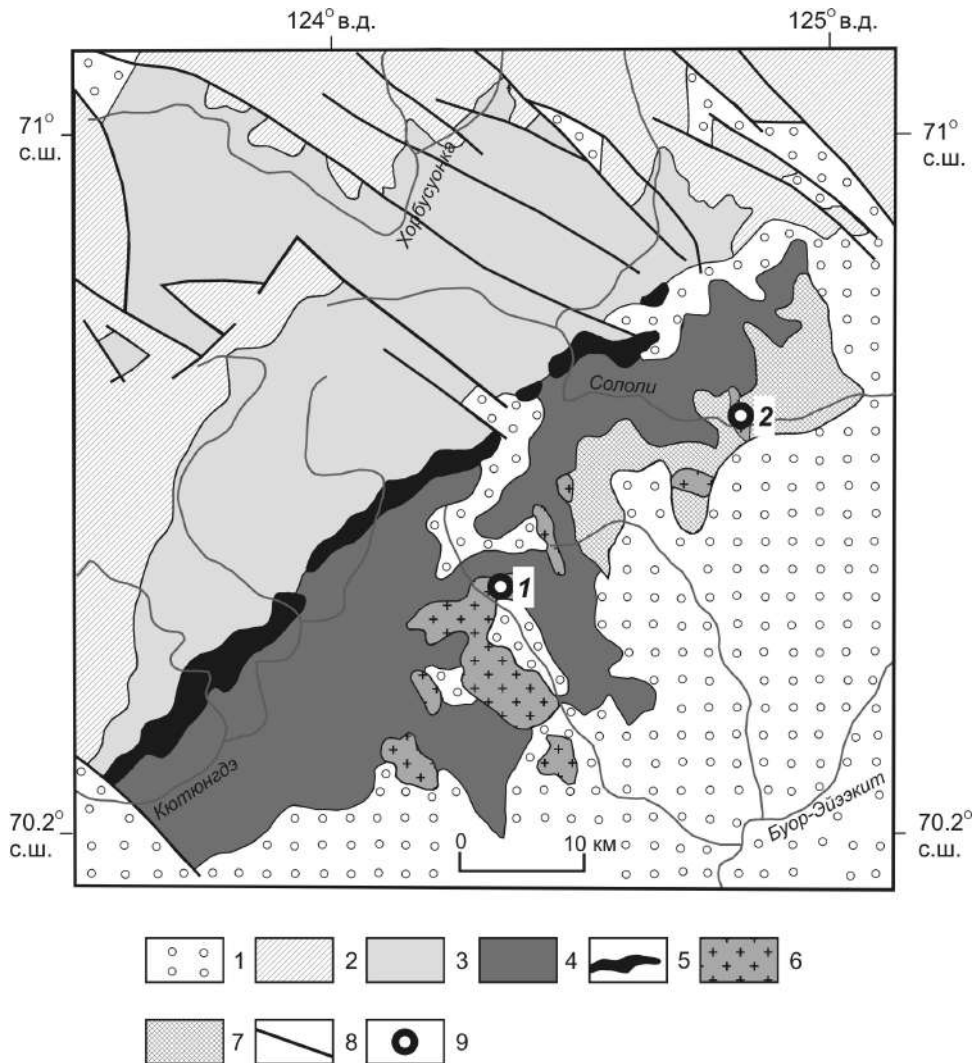 124° в.д.
125° в.д.
71°
с.ш.
71°
с.ш.
Хорбусуонка
Сололи
2
1
Кютюнгдэ
Буор-Эйээкит
70.2°
с.ш.
70.2°
с.ш.
0 10 км
1 2 3 4 5 6
7 8 9